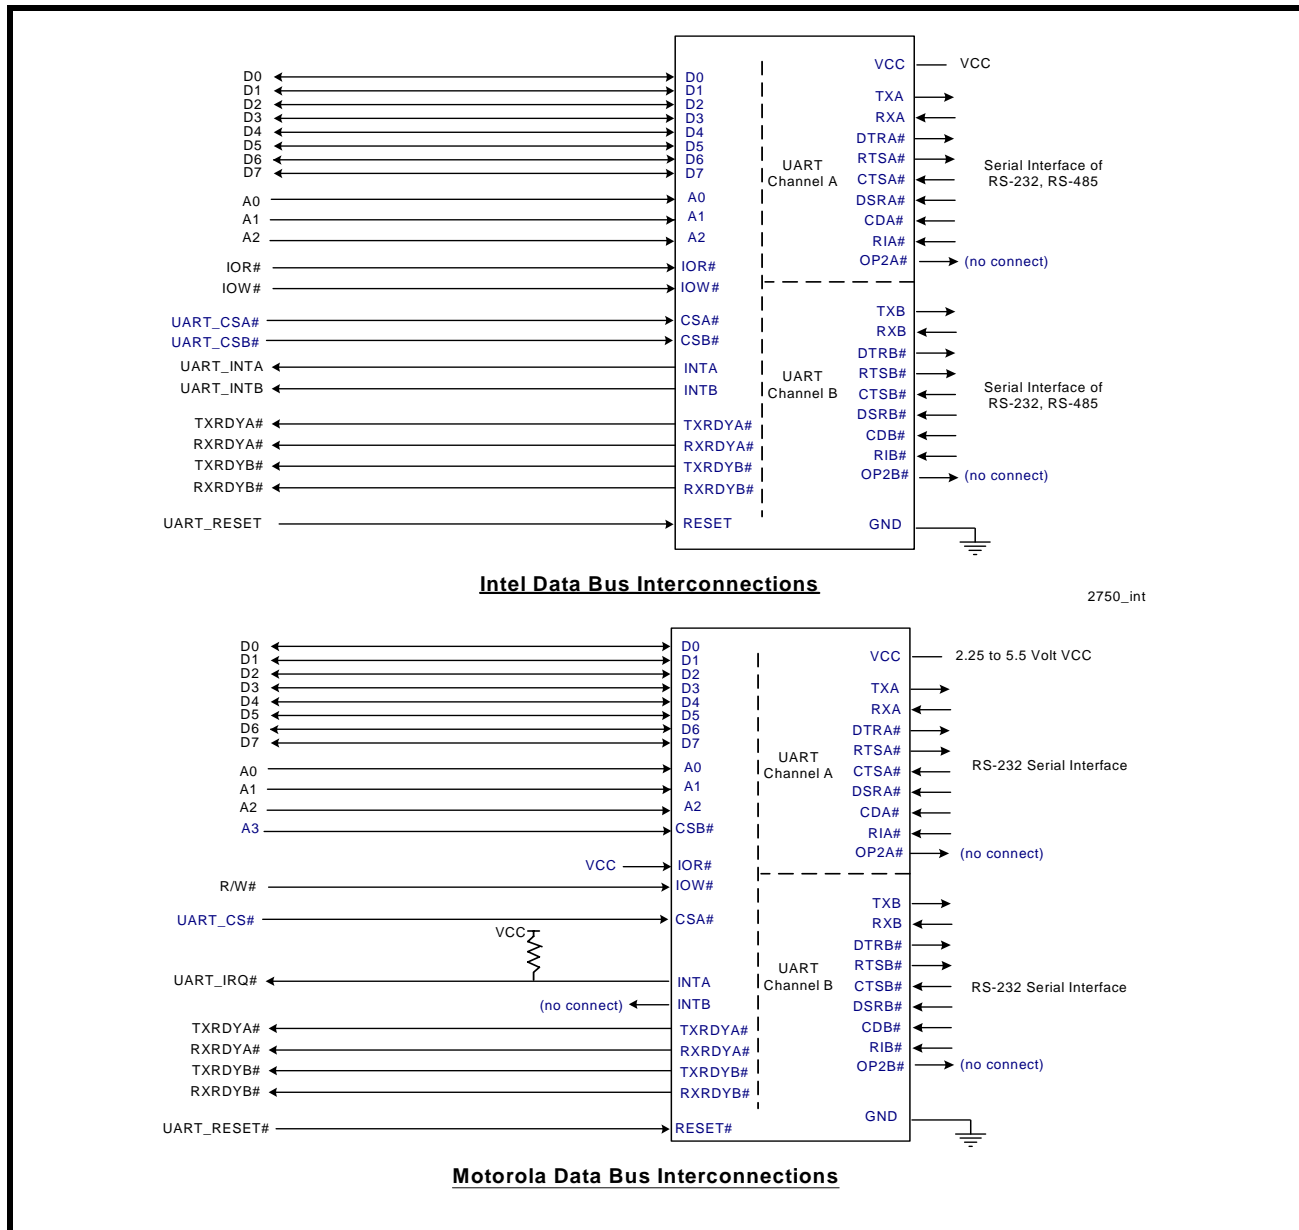 D0 D0 VCC VCC
D1 D1
D2 D2 TXA
D3 D3 RXA
D4 D4 DTRA#
D5 D5
D6 D6 UART RTSA# Serial Interface of
D7 D7 Channel A CTSA# RS-232, RS-485
A0 A0 DSRA#
A1 A1 CDA#
A2 A2 RIA#
IOR# IOR# OP2A# (no connect)
IOW# IOW#
UART_CSA# CSA# TXB
UART_CSB# CSB# RXB
DTRB#
UART_INTA INTA UART RTSB# Serial Interface of
UART_INTB INTB Channel B CTSB# RS-232, RS-485
DSRB#
TXRDYA# TXRDYA# CDB#
RXRDYA# RXRDYA# RIB#
TXRDYB# TXRDYB# OP2B# (no connect)
RXRDYB# RXRDYB#
UART_RESET RESET GND
Intel Data Bus Interconnections
2750_int
D0 D0 VCC 2.25 to 5.5 Volt VCC
D1 D1
D2 D2 TXA
D3 D3 RXA
D4 D4 DTRA#
D5 D5
D6 D6 UART RTSA# RS-232 Serial Interface
D7 D7 Channel A CTSA#
A0 A0 DSRA#
A1 A1 CDA#
A2 A2 RIA#
A3 CSB# OP2A# (no connect)
VCC IOR#
R/W# IOW# TXB
UART_CS# CSA# RXB
VCC DTRB#
UART RTSB# RS-232 Serial Interface
UART_IRQ# INTA Channel B CTSB#
(no connect) INTB DSRB#
TXRDYA# TXRDYA# CDB#
RXRDYA# RXRDYA# RIB#
TXRDYB# TXRDYB# OP2B# (no connect)
RXRDYB# RXRDYB#
UART_RESET# RESET# GND
Motorola Data Bus Interconnections